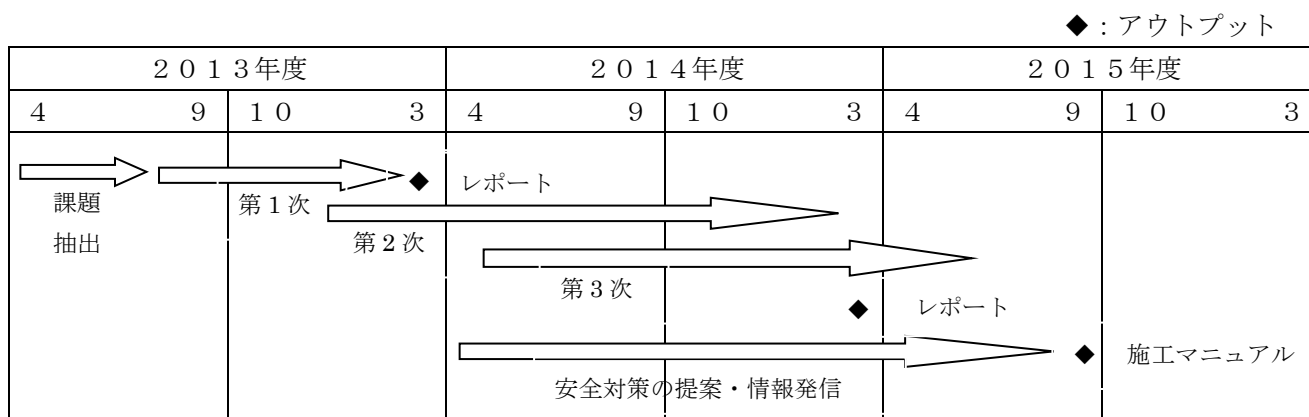 ◆：アウトプット
２０１３年度 ２０１４年度 ２０１５年度
４ ９ １０ ３ ４ ９ １０ ３ ４ ９ １０ ３
課題
抽出
第１次
レポート
第２次
第３次
◆ レポート
◆ 施工マニュアル
安全対策の提案・情報発信